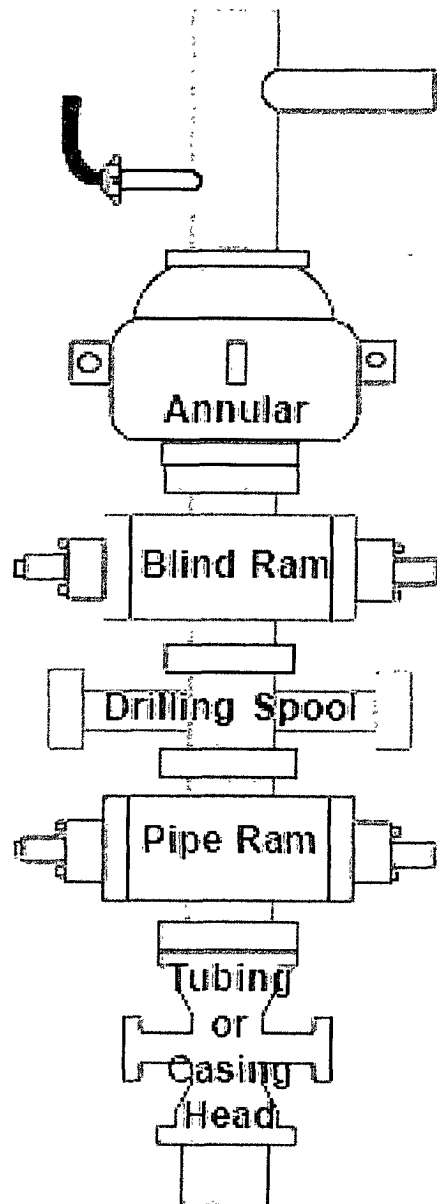 Annular
Blind Ram
Drilling Spool
Pipe Ram
Tubing
or
Casing
Head